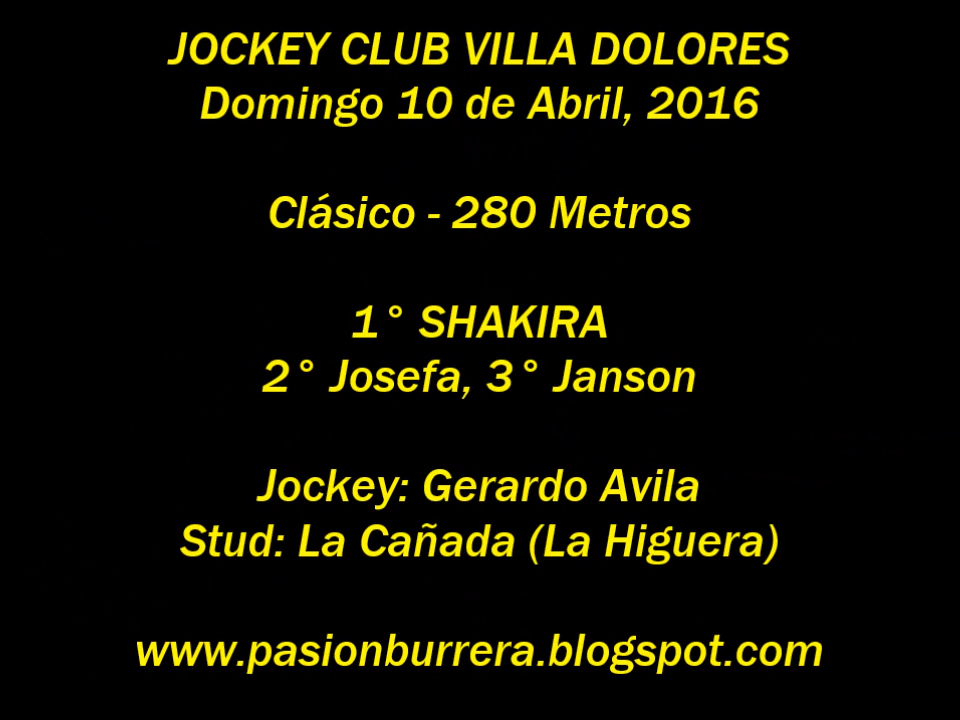 JOCKEY CLUB VILLA DOLORES
Domingo 10 de Abril, 2016
Clásico - 280 Metros
1° SHAKIRA
2° Josefa, 3° Janson
Jockey: Gerardo Avila
Stud: La Cañada (La Higuera)
www.pasionburrera.blogspot.com